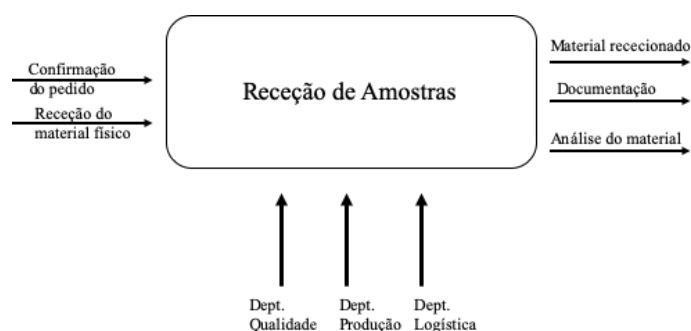 Confirmação
do pedido
Receção do
material físico
Receção de Amostras
Material rececionado
Documentação
Análise do material
Dept.
Qualidade
Dept.
Produção
Dept.
Logística